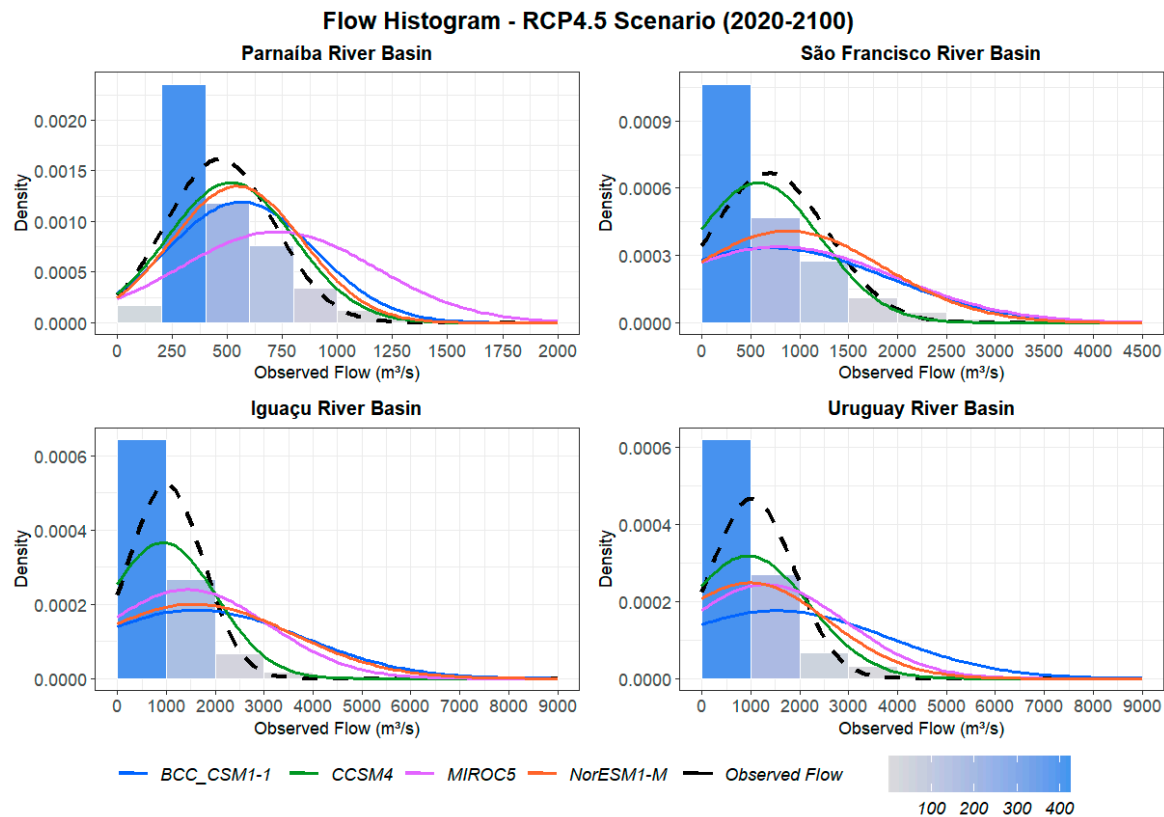 Flow Histogram - RCP4.5 Scenario (2020-2100)
Parnaíba River Basin
Density
0.0020
0.0015
0.0010
0.0005
0.0000
0 250 500 750 1000 1250 1500 1750 2000
Observed Flow (m³/s)
São Francisco River Basin
Density
0.0009
0.0006
0.0003
0.0000
0 500 1000 1500 2000 2500 3000 3500 4000 4500
Observed Flow (m³/s)
Iguaçu River Basin
Density
0.0006
0.0004
0.0002
0.0000
0 1000 2000 3000 4000 5000 6000 7000 8000 9000
Observed Flow (m³/s)
Uruguay River Basin
Density
0.0006
0.0004
0.0002
0.0000
0 1000 2000 3000 4000 5000 6000 7000 8000 9000
Observed Flow (m³/s)
BCC_CSM1-1 CCSM4 MIROC5 NorESM1-M Observed Flow
100 200 300 400